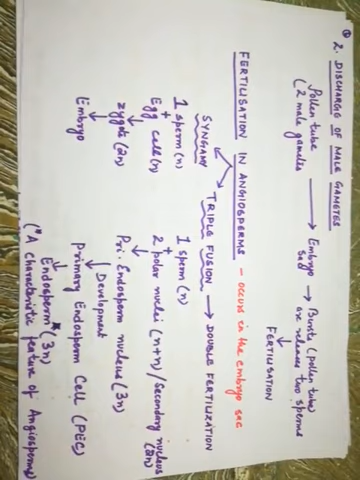 ① 2. DISCHARGE OF MALE GAMETES
Pollen tube → Embryo sac → Bursts (pollen tube)
(2 male gametes or releases two sperms
↓
FERTILISATION
FERTILISATION IN ANGIOSPERMS - occurs in the embryo sac
SYNGAMY TRIPLE FUSION → DOUBLE FERTILIZATION
1 sperm (n) 1 sperm (n)
+ +
Egg cell (n) 2 polar nuclei (n+n) / Secondary nucleus (2n)
↓ ↓
zygote (2n) Pri. Endosperm nucleus (3n)
↓ ↓ Development
Embryo Primary Endosperm Cell (PEC)
↓
Endosperm* (3n)
(*A characteristic feature of Angiosperms)